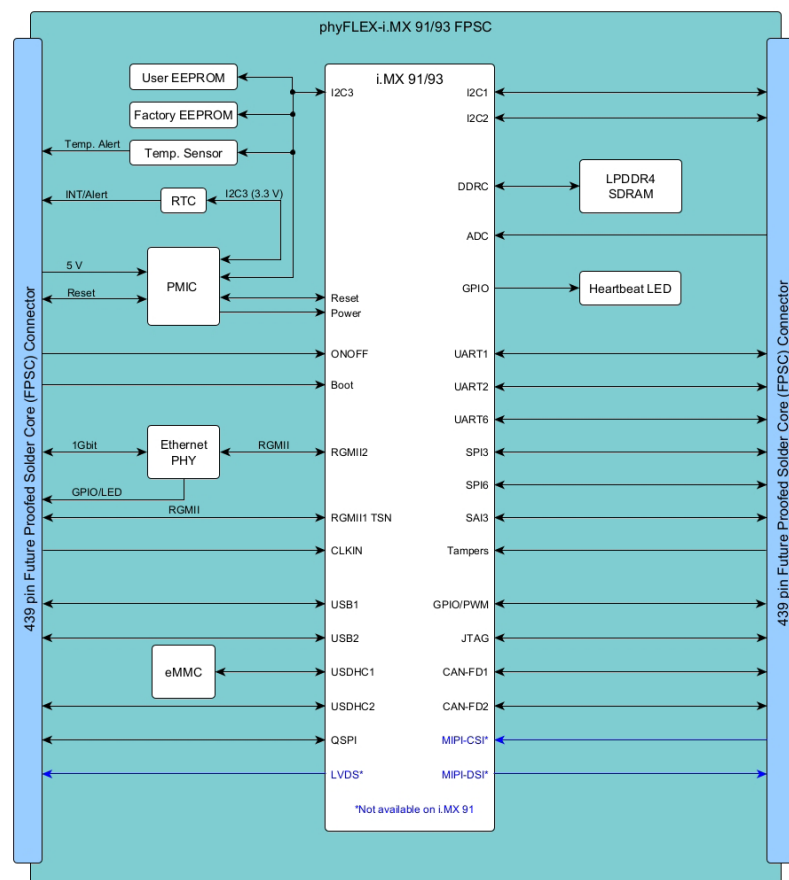 phyFLEX-i.MX 91/93 FPSC
439 pin Future Proofed Solder Core (FPSC) Connector
User EEPROM
Factory EEPROM
Temp. Alert
Temp. Sensor
INT/Alert
RTC
I2C3 (3.3 V)
5 V
Reset
PMIC
1Gbit
Ethernet
PHY
RGMII
GPIO/LED
RGMII
eMMC
i.MX 91/93
I2C3
Reset
Power
ONOFF
Boot
RGMII2
RGMII1 TSN
CLKIN
USB1
USB2
USDHC1
USDHC2
QSPI
LVDS*
I2C1
I2C2
DDRC
ADC
GPIO
UART1
UART2
UART6
SPI3
SPI6
SAI3
Tampers
GPIO/PWM
JTAG
CAN-FD1
CAN-FD2
MIPI-CSI*
MIPI-DSI*
*Not available on i.MX 91
LPDDR4
SDRAM
Heartbeat LED
439 pin Future Proofed Solder Core (FPSC) Connector